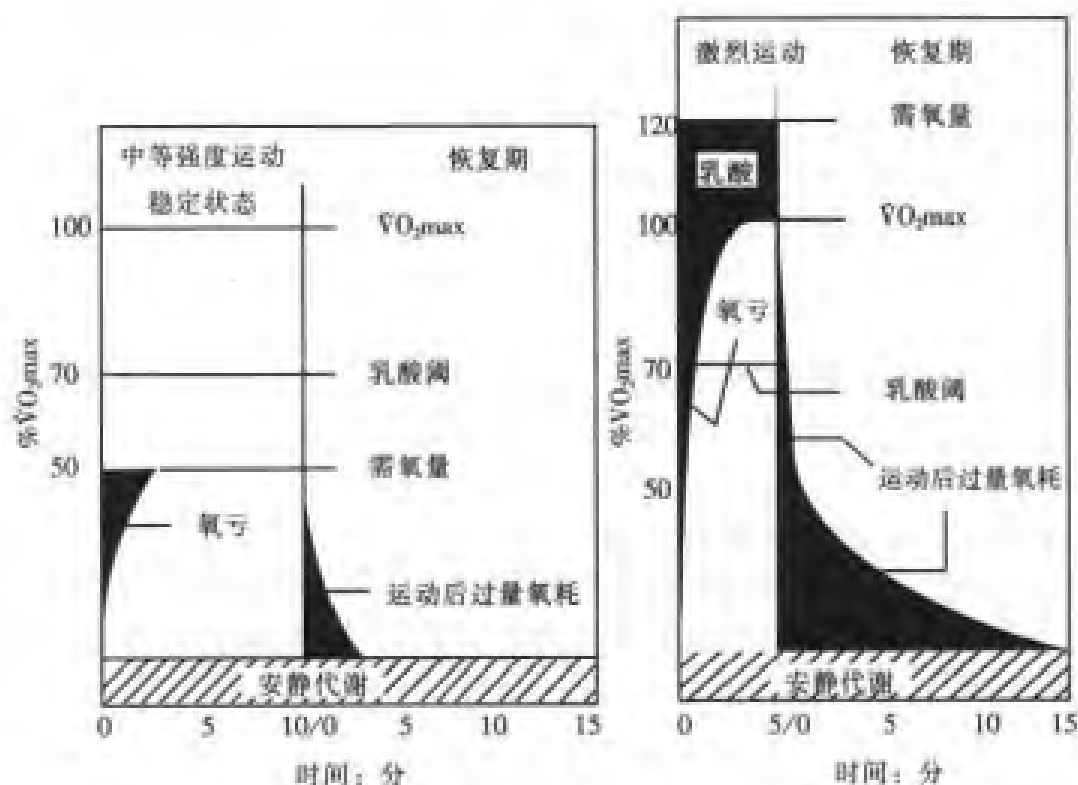 中等强度运动
恢复期
稳定状态
100
V̇O₂max
%V̇O₂max
70
乳酸阈
50
需氧量
氧亏
运动后过量氧耗
安静代谢
0 5 10/0 5 10 15
时间：分
激烈运动
恢复期
120
需氧量
乳酸
100
V̇O₂max
氧亏
%V̇O₂max
70
乳酸阈
运动后过量氧耗
50
安静代谢
0 5/0 5 10 15
时间：分